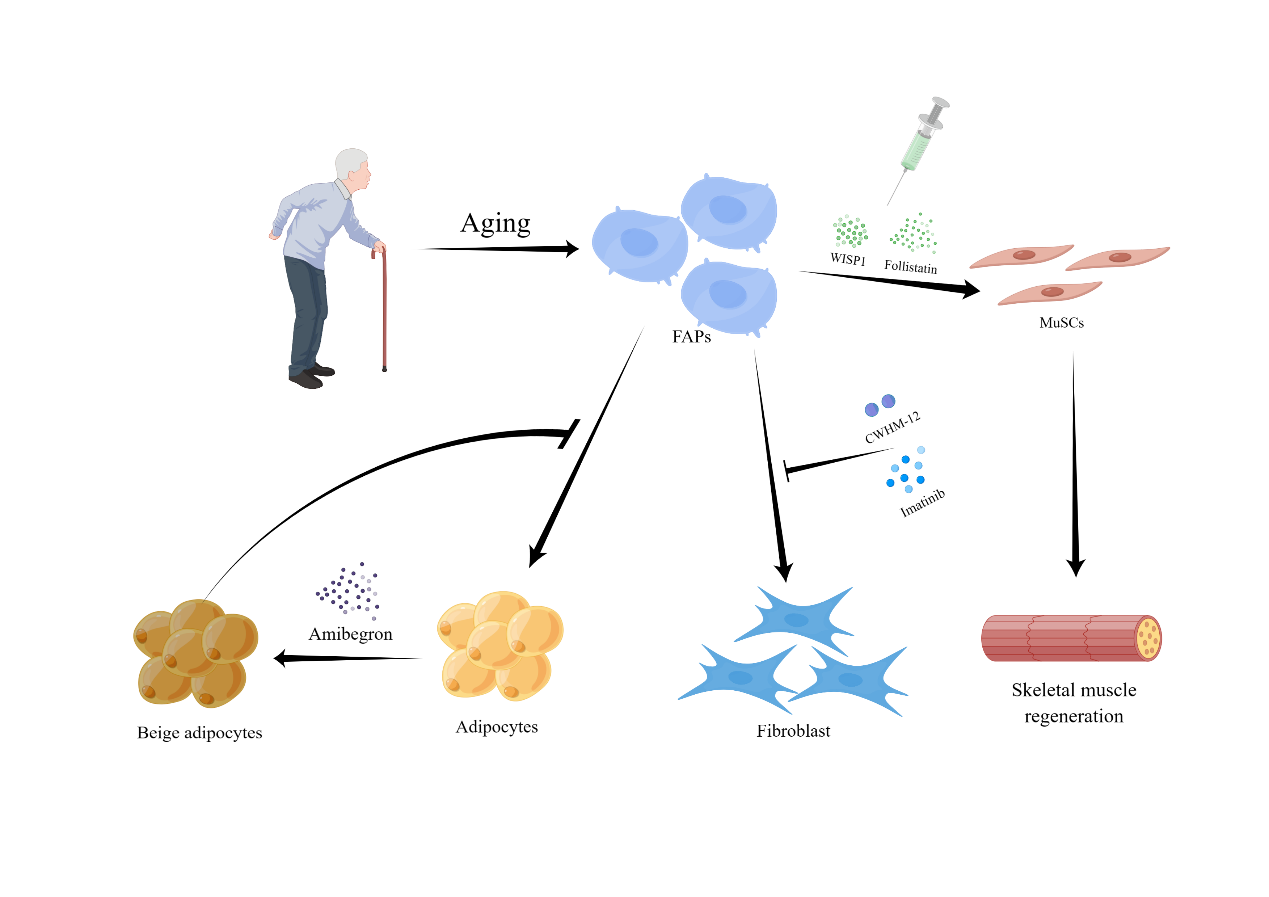 Aging
WISP1
Follistatin
FAPs
MuSCs
CWHM-12
Imatinib
Amibegron
Beige adipocytes
Adipocytes
Fibroblast
Skeletal muscle
regeneration